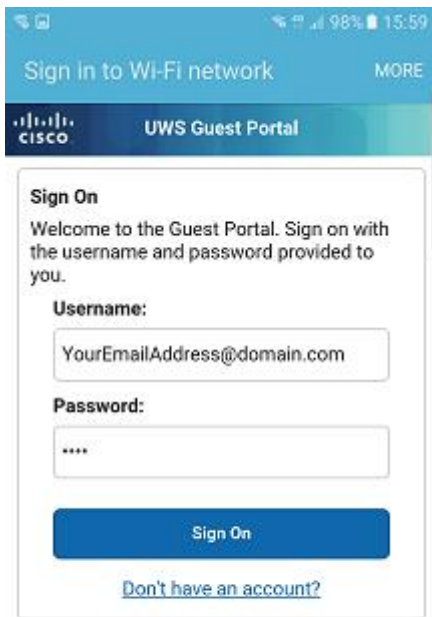 98% 15:59
Sign in to Wi-Fi network MORE
CISCO UWS Guest Portal
Sign On
Welcome to the Guest Portal. Sign on with
the username and password provided to
you.
Username:
YourEmailAddress@domain.com
Password:
••••
Sign On
Don't have an account?